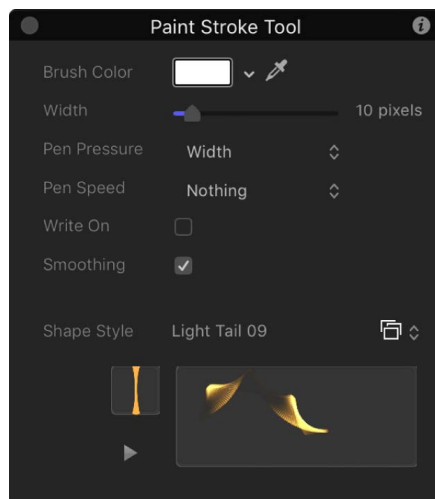 Paint Stroke Tool
Brush Color
Width 10 pixels
Pen Pressure Width
Pen Speed Nothing
Write On
Smoothing
Shape Style Light Tail 09